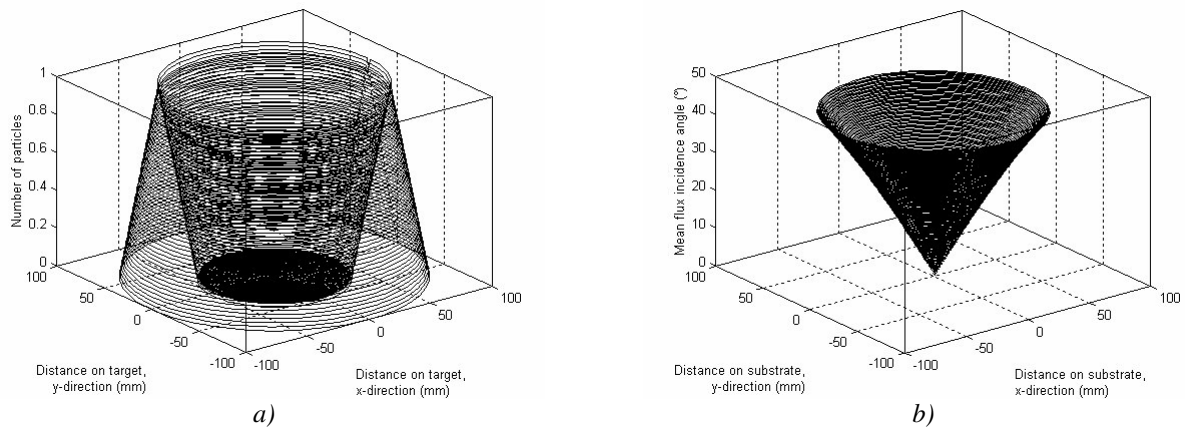 1
0.8
0.6
0.4
0.2
0
Number of particles
100
50
0
-50
-100
-100
-50
0
50
100
Distance on target,
y-direction (mm)
Distance on target,
x-direction (mm)
a)
50
40
30
20
10
0
Mean flux incidence angle (°)
100
50
0
-50
-100
-100
-50
0
50
100
Distance on substrate,
y-direction (mm)
Distance on substrate,
x-direction (mm)
b)